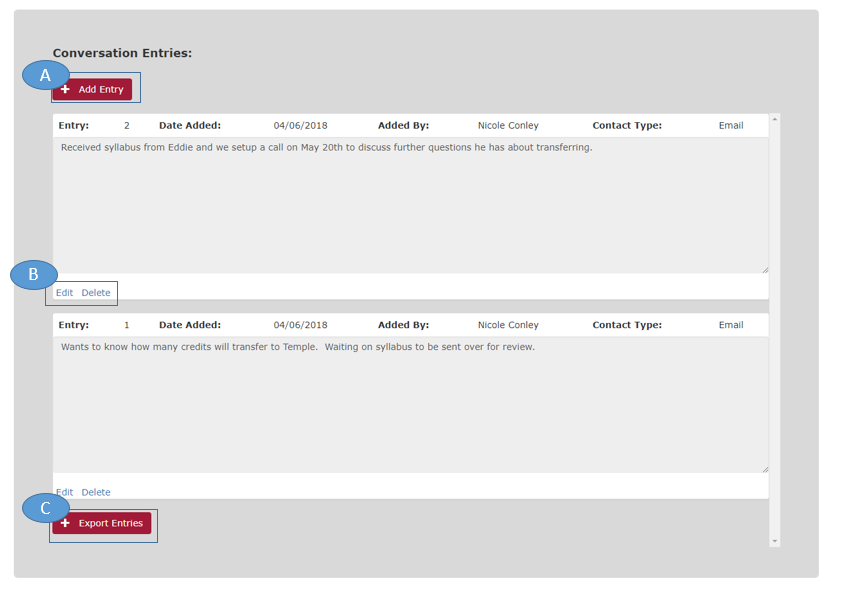 Conversation Entries:
A
+ Add Entry
Entry: 2 Date Added: 04/06/2018 Added By: Nicole Conley Contact Type: Email
Received syllabus from Eddie and we setup a call on May 20th to discuss further questions he has about transferring.
B
Edit Delete
Entry: 1 Date Added: 04/06/2018 Added By: Nicole Conley Contact Type: Email
Wants to know how many credits will transfer to Temple. Waiting on syllabus to be sent over for review.
Edit Delete
C
+ Export Entries